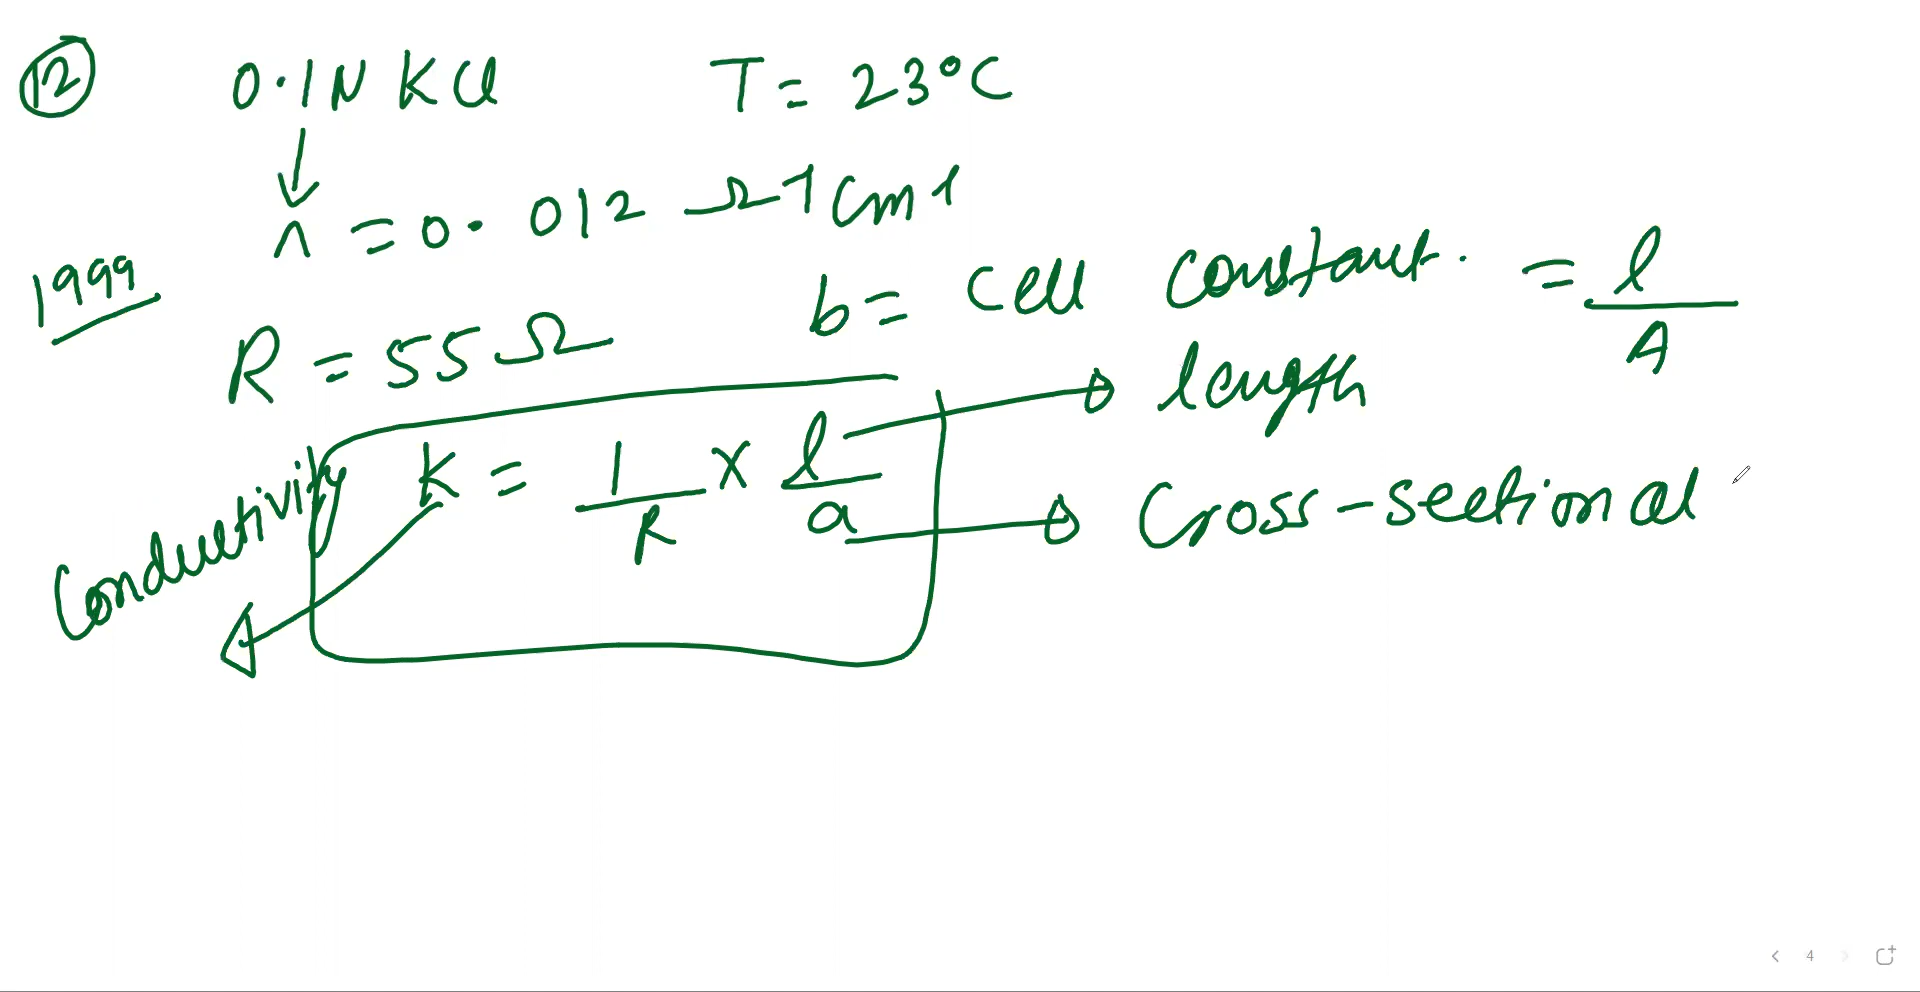 12 0.1N KCl T = 23°C
1999
Λ = 0.012 Ω-1 cm-1
R = 55 Ω
b = cell constant. = l/A
K = 1/R x l/a
length
Cross-sectional
Conductivity
4